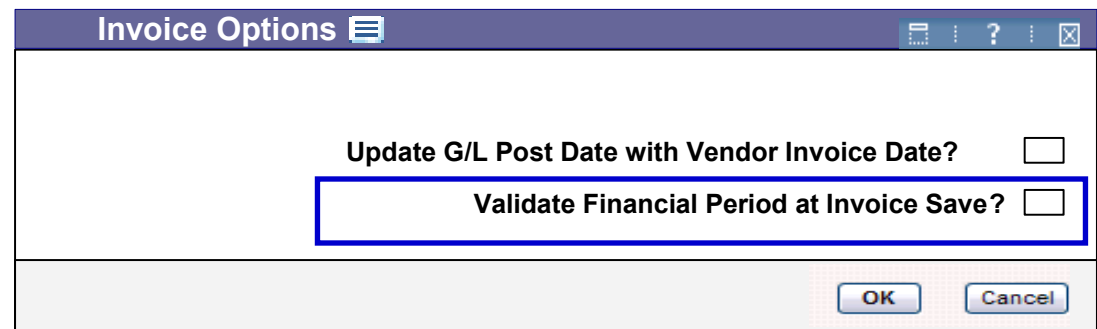 Invoice Options
?
Update G/L Post Date with Vendor Invoice Date?
Validate Financial Period at Invoice Save?
OK Cancel